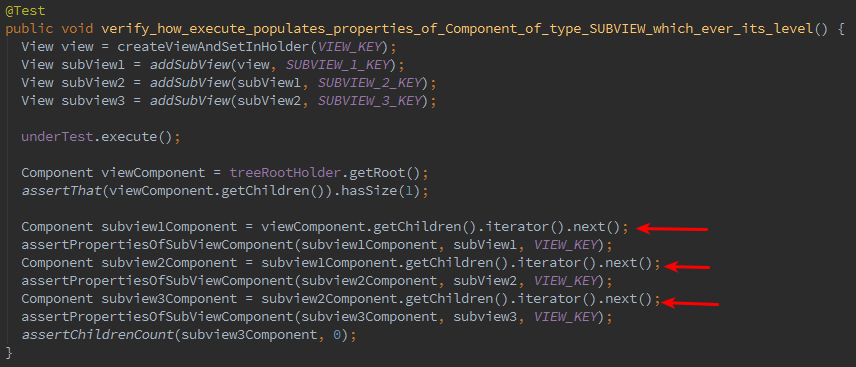 @Test
public void verify_how_execute_populates_properties_of_Component_of_type_SUBVIEW_which_ever_its_level() {
View view = createViewAndSetInHolder(VIEW_KEY);
View subView1 = addSubView(view, SUBVIEW_1_KEY);
View subView2 = addSubView(subView1, SUBVIEW_2_KEY);
View subview3 = addSubView(subView2, SUBVIEW_3_KEY);
underTest.execute();
Component viewComponent = treeRootHolder.getRoot();
assertThat(viewComponent.getChildren()).hasSize(1);
Component subview1Component = viewComponent.getChildren().iterator().next();
assertPropertiesOfSubViewComponent(subview1Component, subView1, VIEW_KEY);
Component subview2Component = subview1Component.getChildren().iterator().next();
assertPropertiesOfSubViewComponent(subview2Component, subView2, VIEW_KEY);
Component subview3Component = subview2Component.getChildren().iterator().next();
assertPropertiesOfSubViewComponent(subview3Component, subview3, VIEW_KEY);
assertChildrenCount(subview3Component, 0);
}